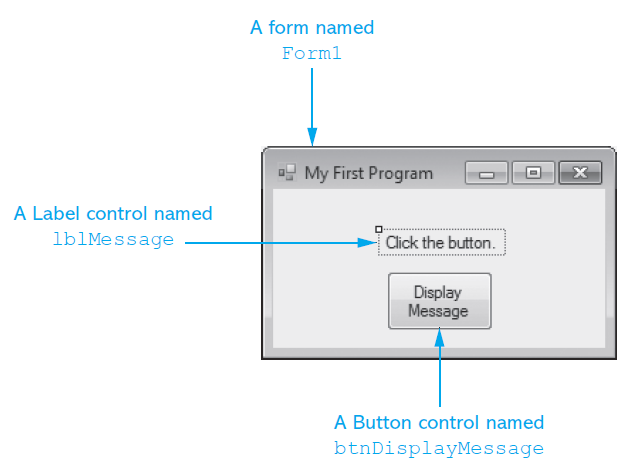 A form named
Form1
My First Program
A Label control named
lblMessage
Click the button.
Display
Message
A Button control named
btnDisplayMessage